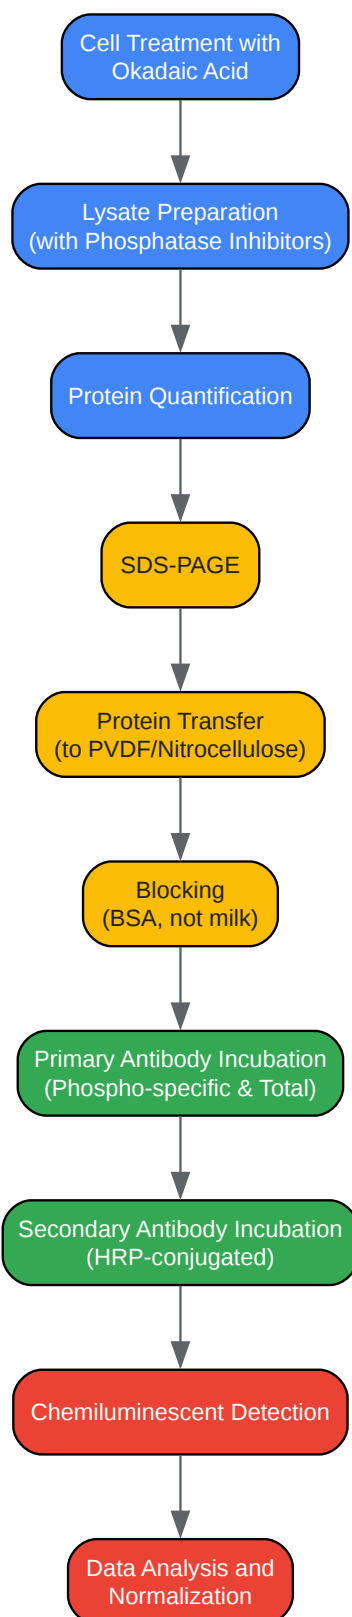 Cell Treatment with
Okadaic Acid
Lysate Preparation
(with Phosphatase Inhibitors)
Protein Quantification
SDS-PAGE
Protein Transfer
(to PVDF/Nitrocellulose)
Blocking
(BSA, not milk)
Primary Antibody Incubation
(Phospho-specific & Total)
Secondary Antibody Incubation
(HRP-conjugated)
Chemiluminescent Detection
Data Analysis and
Normalization